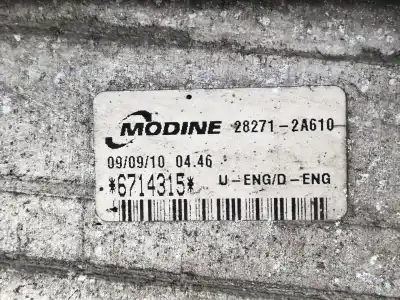 MODINE 28271-2A610
09/09/10 04.46
*6714315* U-ENG/D-ENG